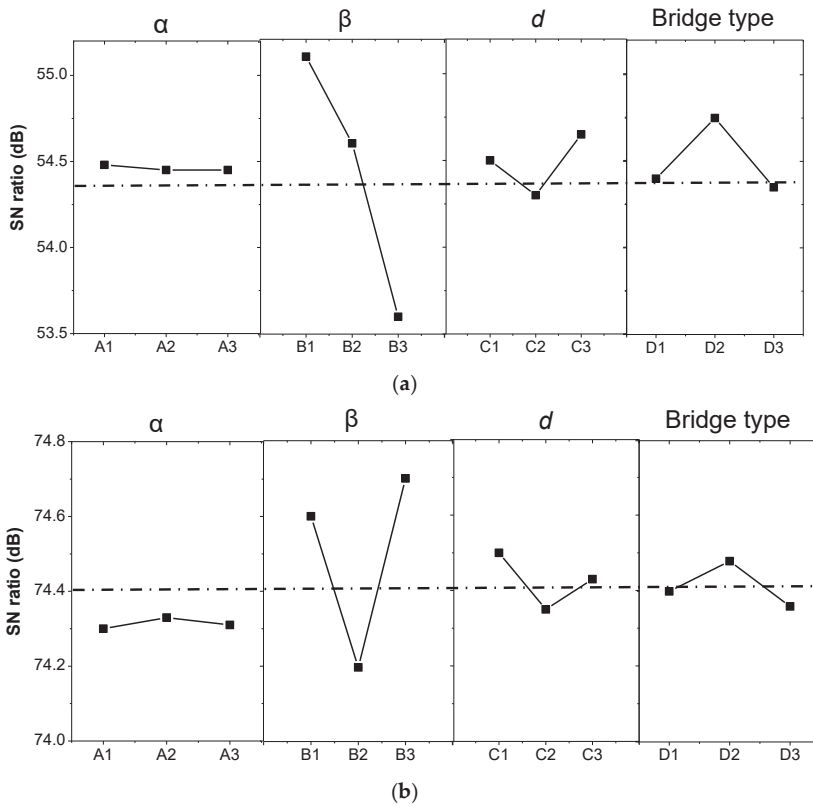 α β d Bridge type
SN ratio (dB)
55.0
54.5
54.0
53.5
A1 A2 A3 B1 B2 B3 C1 C2 C3 D1 D2 D3
(a)
α β d Bridge type
SN ratio (dB)
74.8
74.6
74.4
74.2
74.0
A1 A2 A3 B1 B2 B3 C1 C2 C3 D1 D2 D3
(b)